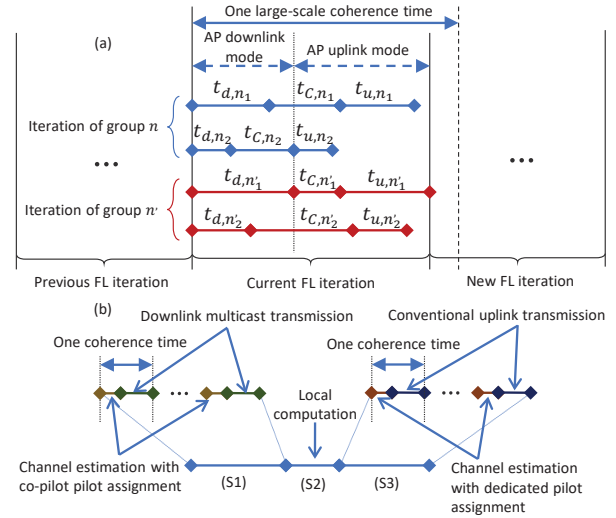 One large-scale coherence time
(a)
AP downlink mode
AP uplink mode
t_{d,n_1} t_{C,n_1} t_{u,n_1}
Iteration of group n
t_{d,n_2} t_{C,n_2} t_{u,n_2}
... ...
t_{d,n'_1} t_{C,n'_1} t_{u,n'_1}
Iteration of group n'
t_{d,n'_2} t_{C,n'_2} t_{u,n'_2}
Previous FL iteration Current FL iteration New FL iteration
(b)
Downlink multicast transmission
Conventional uplink transmission
One coherence time
One coherence time
... ...
Local
computation
Channel estimation with
co-pilot pilot assignment
(S1) (S2) (S3)
Channel estimation
with dedicated pilot
assignment